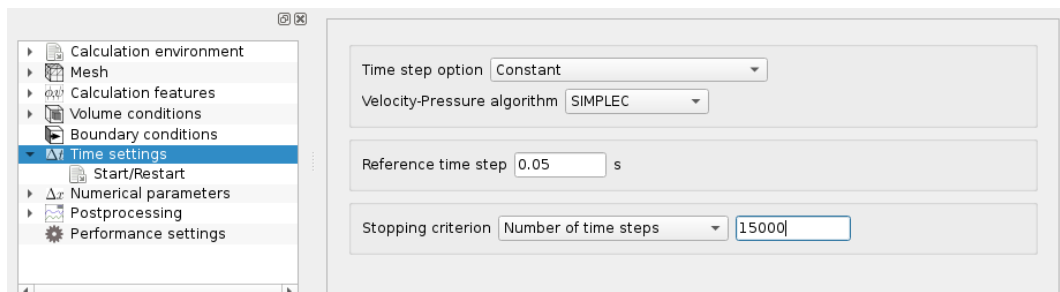 Calculation environment
Mesh
Calculation features
Volume conditions
Boundary conditions
Time settings
Start/Restart
Numerical parameters
Postprocessing
Performance settings
Time step option Constant
Velocity-Pressure algorithm SIMPLEC
Reference time step 0.05 s
Stopping criterion Number of time steps 15000